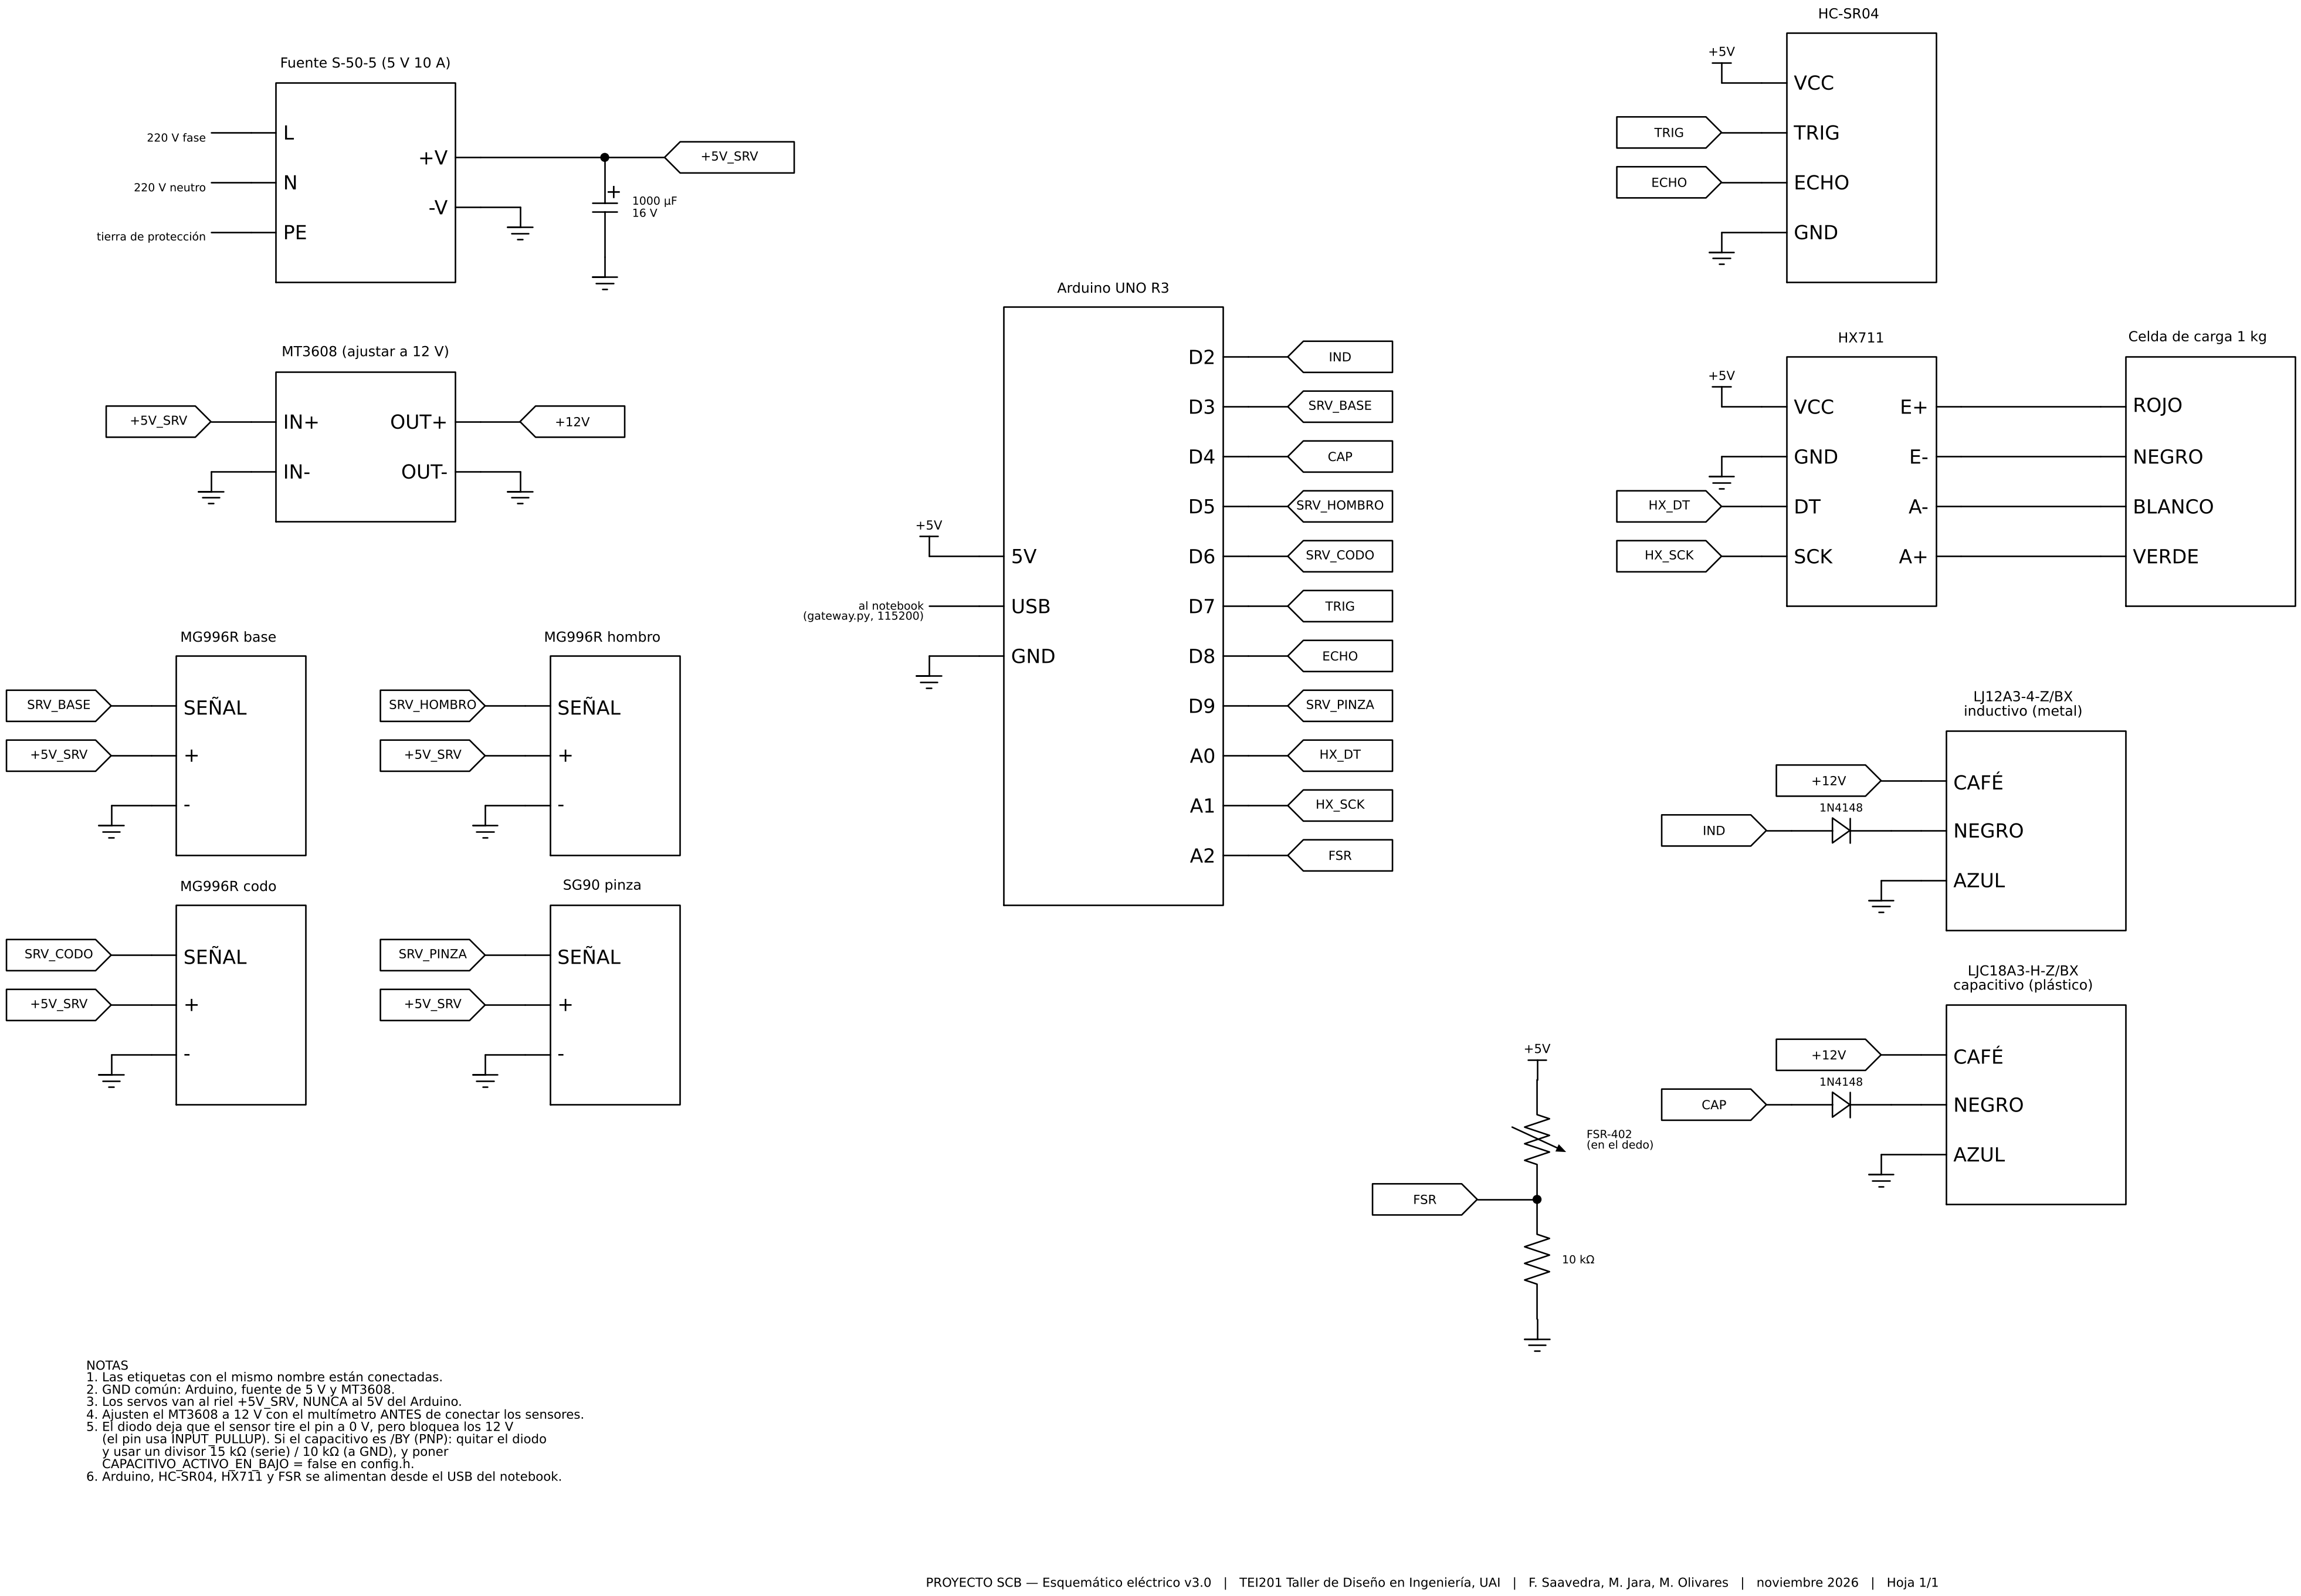 Fuente S-50-5 (5 V 10 A)
220 V fase
220 V neutro
tierra de protección
L
N
PE
+V
-V
+5V_SRV
+
1000 µF
16 V
MT3608 (ajustar a 12 V)
+5V_SRV
IN+
IN-
OUT+
OUT-
+12V
MG996R base
SRV_BASE
+5V_SRV
SEÑAL
+
-
MG996R hombro
SRV_HOMBRO
+5V_SRV
SEÑAL
+
-
MG996R codo
SRV_CODO
+5V_SRV
SEÑAL
+
-
SG90 pinza
SRV_PINZA
+5V_SRV
SEÑAL
+
-
Arduino UNO R3
+5V
5V
al notebook
(gateway.py, 115200)
USB
GND
D2
IND
D3
SRV_BASE
D4
CAP
D5
SRV_HOMBRO
D6
SRV_CODO
D7
TRIG
D8
ECHO
D9
SRV_PINZA
A0
HX_DT
A1
HX_SCK
A2
FSR
HC-SR04
+5V
VCC
TRIG
TRIG
ECHO
ECHO
GND
HX711
+5V
VCC
GND
HX_DT
DT
HX_SCK
SCK
E+
E-
A-
A+
Celda de carga 1 kg
ROJO
NEGRO
BLANCO
VERDE
LJ12A3-4-Z/BX
inductivo (metal)
+12V
CAFÉ
1N4148
IND
NEGRO
AZUL
LJC18A3-H-Z/BX
capacitivo (plástico)
+12V
CAFÉ
1N4148
CAP
NEGRO
AZUL
+5V
FSR-402
(en el dedo)
FSR
10 kΩ
NOTAS
1. Las etiquetas con el mismo nombre están conectadas.
2. GND común: Arduino, fuente de 5 V y MT3608.
3. Los servos van al riel +5V_SRV, NUNCA al 5V del Arduino.
4. Ajusten el MT3608 a 12 V con el multímetro ANTES de conectar los sensores.
5. El diodo deja que el sensor tire el pin a 0 V, pero bloquea los 12 V
(el pin usa INPUT_PULLUP). Si el capacitivo es /BY (PNP): quitar el diodo
y usar un divisor 15 kΩ (serie) / 10 kΩ (a GND), y poner
CAPACITIVO_ACTIVO_EN_BAJO = false en config.h.
6. Arduino, HC-SR04, HX711 y FSR se alimentan desde el USB del notebook.
PROYECTO SCB — Esquemático eléctrico v3.0 | TEI201 Taller de Diseño en Ingeniería, UAI | F. Saavedra, M. Jara, M. Olivares | noviembre 2026 | Hoja 1/1